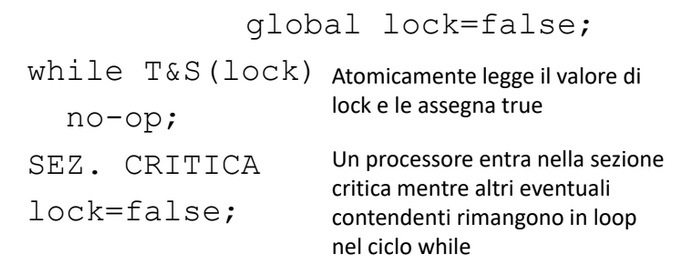 global lock=false;
while T&S(lock)
no-op;
SEZ. CRITICA
lock=false;
Atomicamente legge il valore di
lock e le assegna true
Un processore entra nella sezione
critica mentre altri eventuali
contendenti rimangono in loop
nel ciclo while